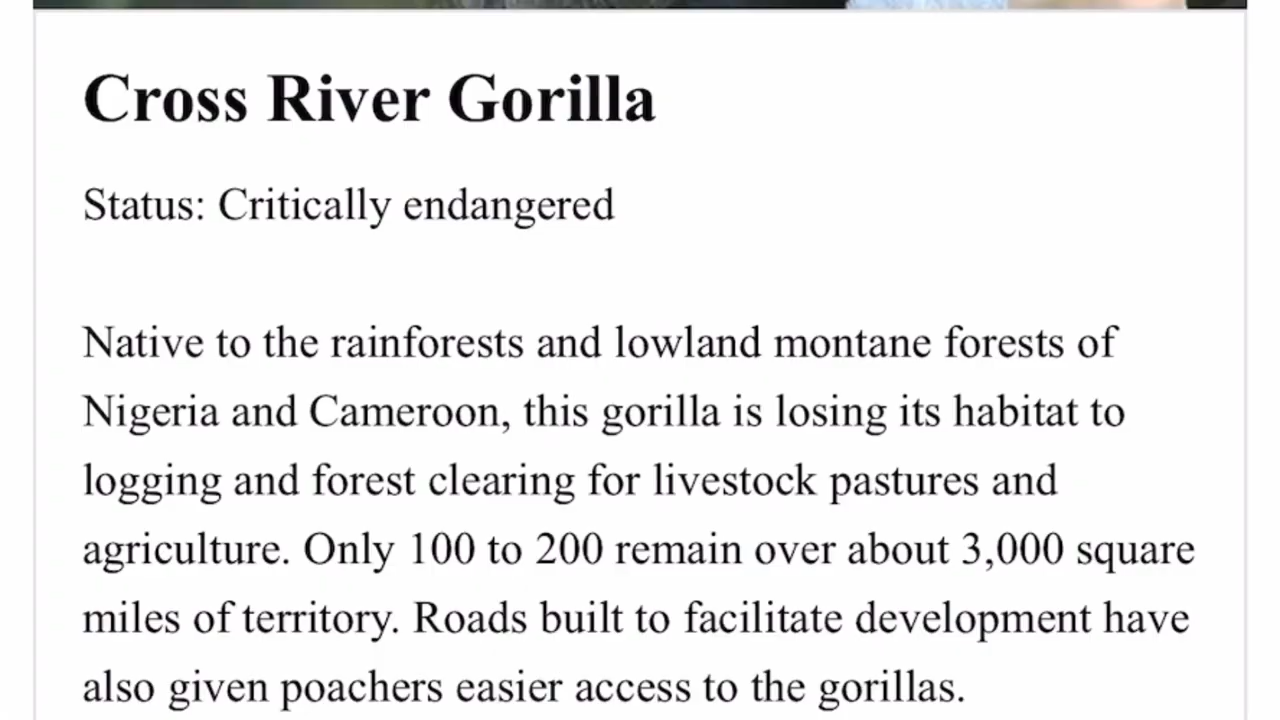 Cross River Gorilla
Status: Critically endangered
Native to the rainforests and lowland montane forests of
Nigeria and Cameroon, this gorilla is losing its habitat to
logging and forest clearing for livestock pastures and
agriculture. Only 100 to 200 remain over about 3,000 square
miles of territory. Roads built to facilitate development have
also given poachers easier access to the gorillas.